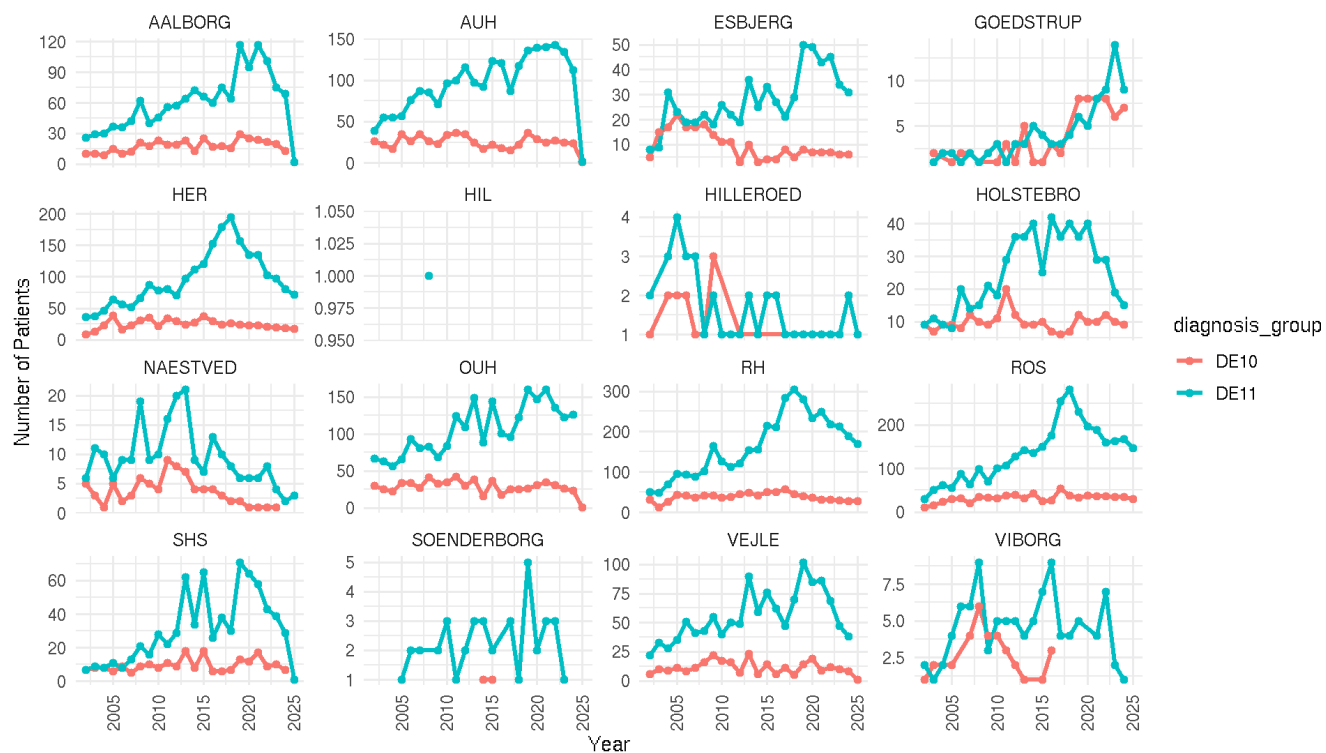 AALBORG AUH ESBJERG GOEDSTRUP
120 90 60 30 0
150 100 50 0
50 40 30 20 10
10 5
HER HIL HILLEROED HOLSTEBRO
200 150 100 50 0
1.050 1.025 1.000 0.975 0.950
4 3 2 1
40 30 20 10 0
NAESTVED OUH RH ROS
20 15 10 5 0
150 100 50 0
300 200 100 0
200 100 0
SHS SOENDERBORG VEJLE VIBORG
60 40 20 0
5 4 3 2 1
100 75 50 25 0
7.5 5.0 2.5
2005 2010 2015 2020 2025
2005 2010 2015 2020 2025
2005 2010 2015 2020 2025
2005 2010 2015 2020 2025
Year
Number of Patients
diagnosis_group
DE10
DE11